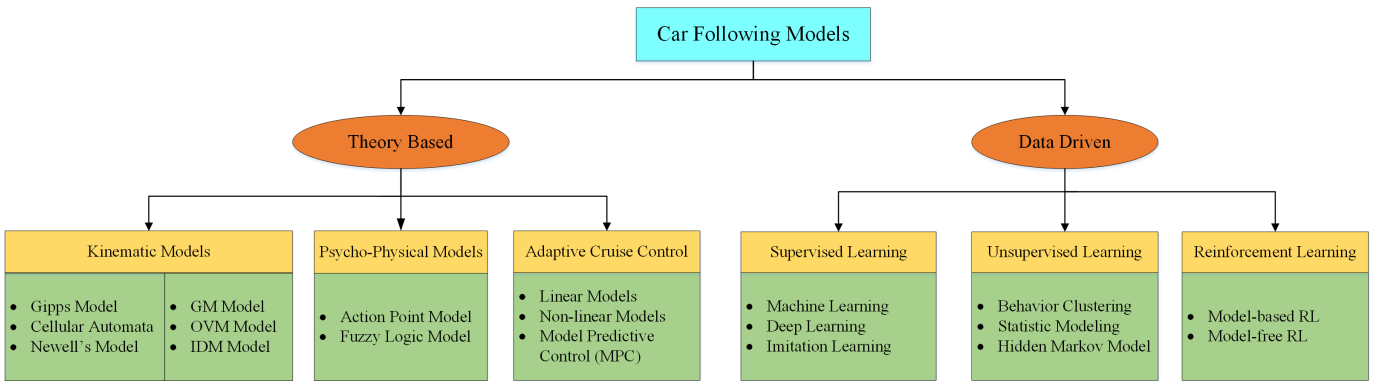 Car Following Models
Theory Based
Data Driven
Kinematic Models
Gipps Model
Cellular Automata
Newell's Model
GM Model
OVM Model
IDM Model
Psycho-Physical Models
Action Point Model
Fuzzy Logic Model
Adaptive Cruise Control
Linear Models
Non-linear Models
Model Predictive
Control (MPC)
Supervised Learning
Machine Learning
Deep Learning
Imitation Learning
Unsupervised Learning
Behavior Clustering
Statistic Modeling
Hidden Markov Model
Reinforcement Learning
Model-based RL
Model-free RL